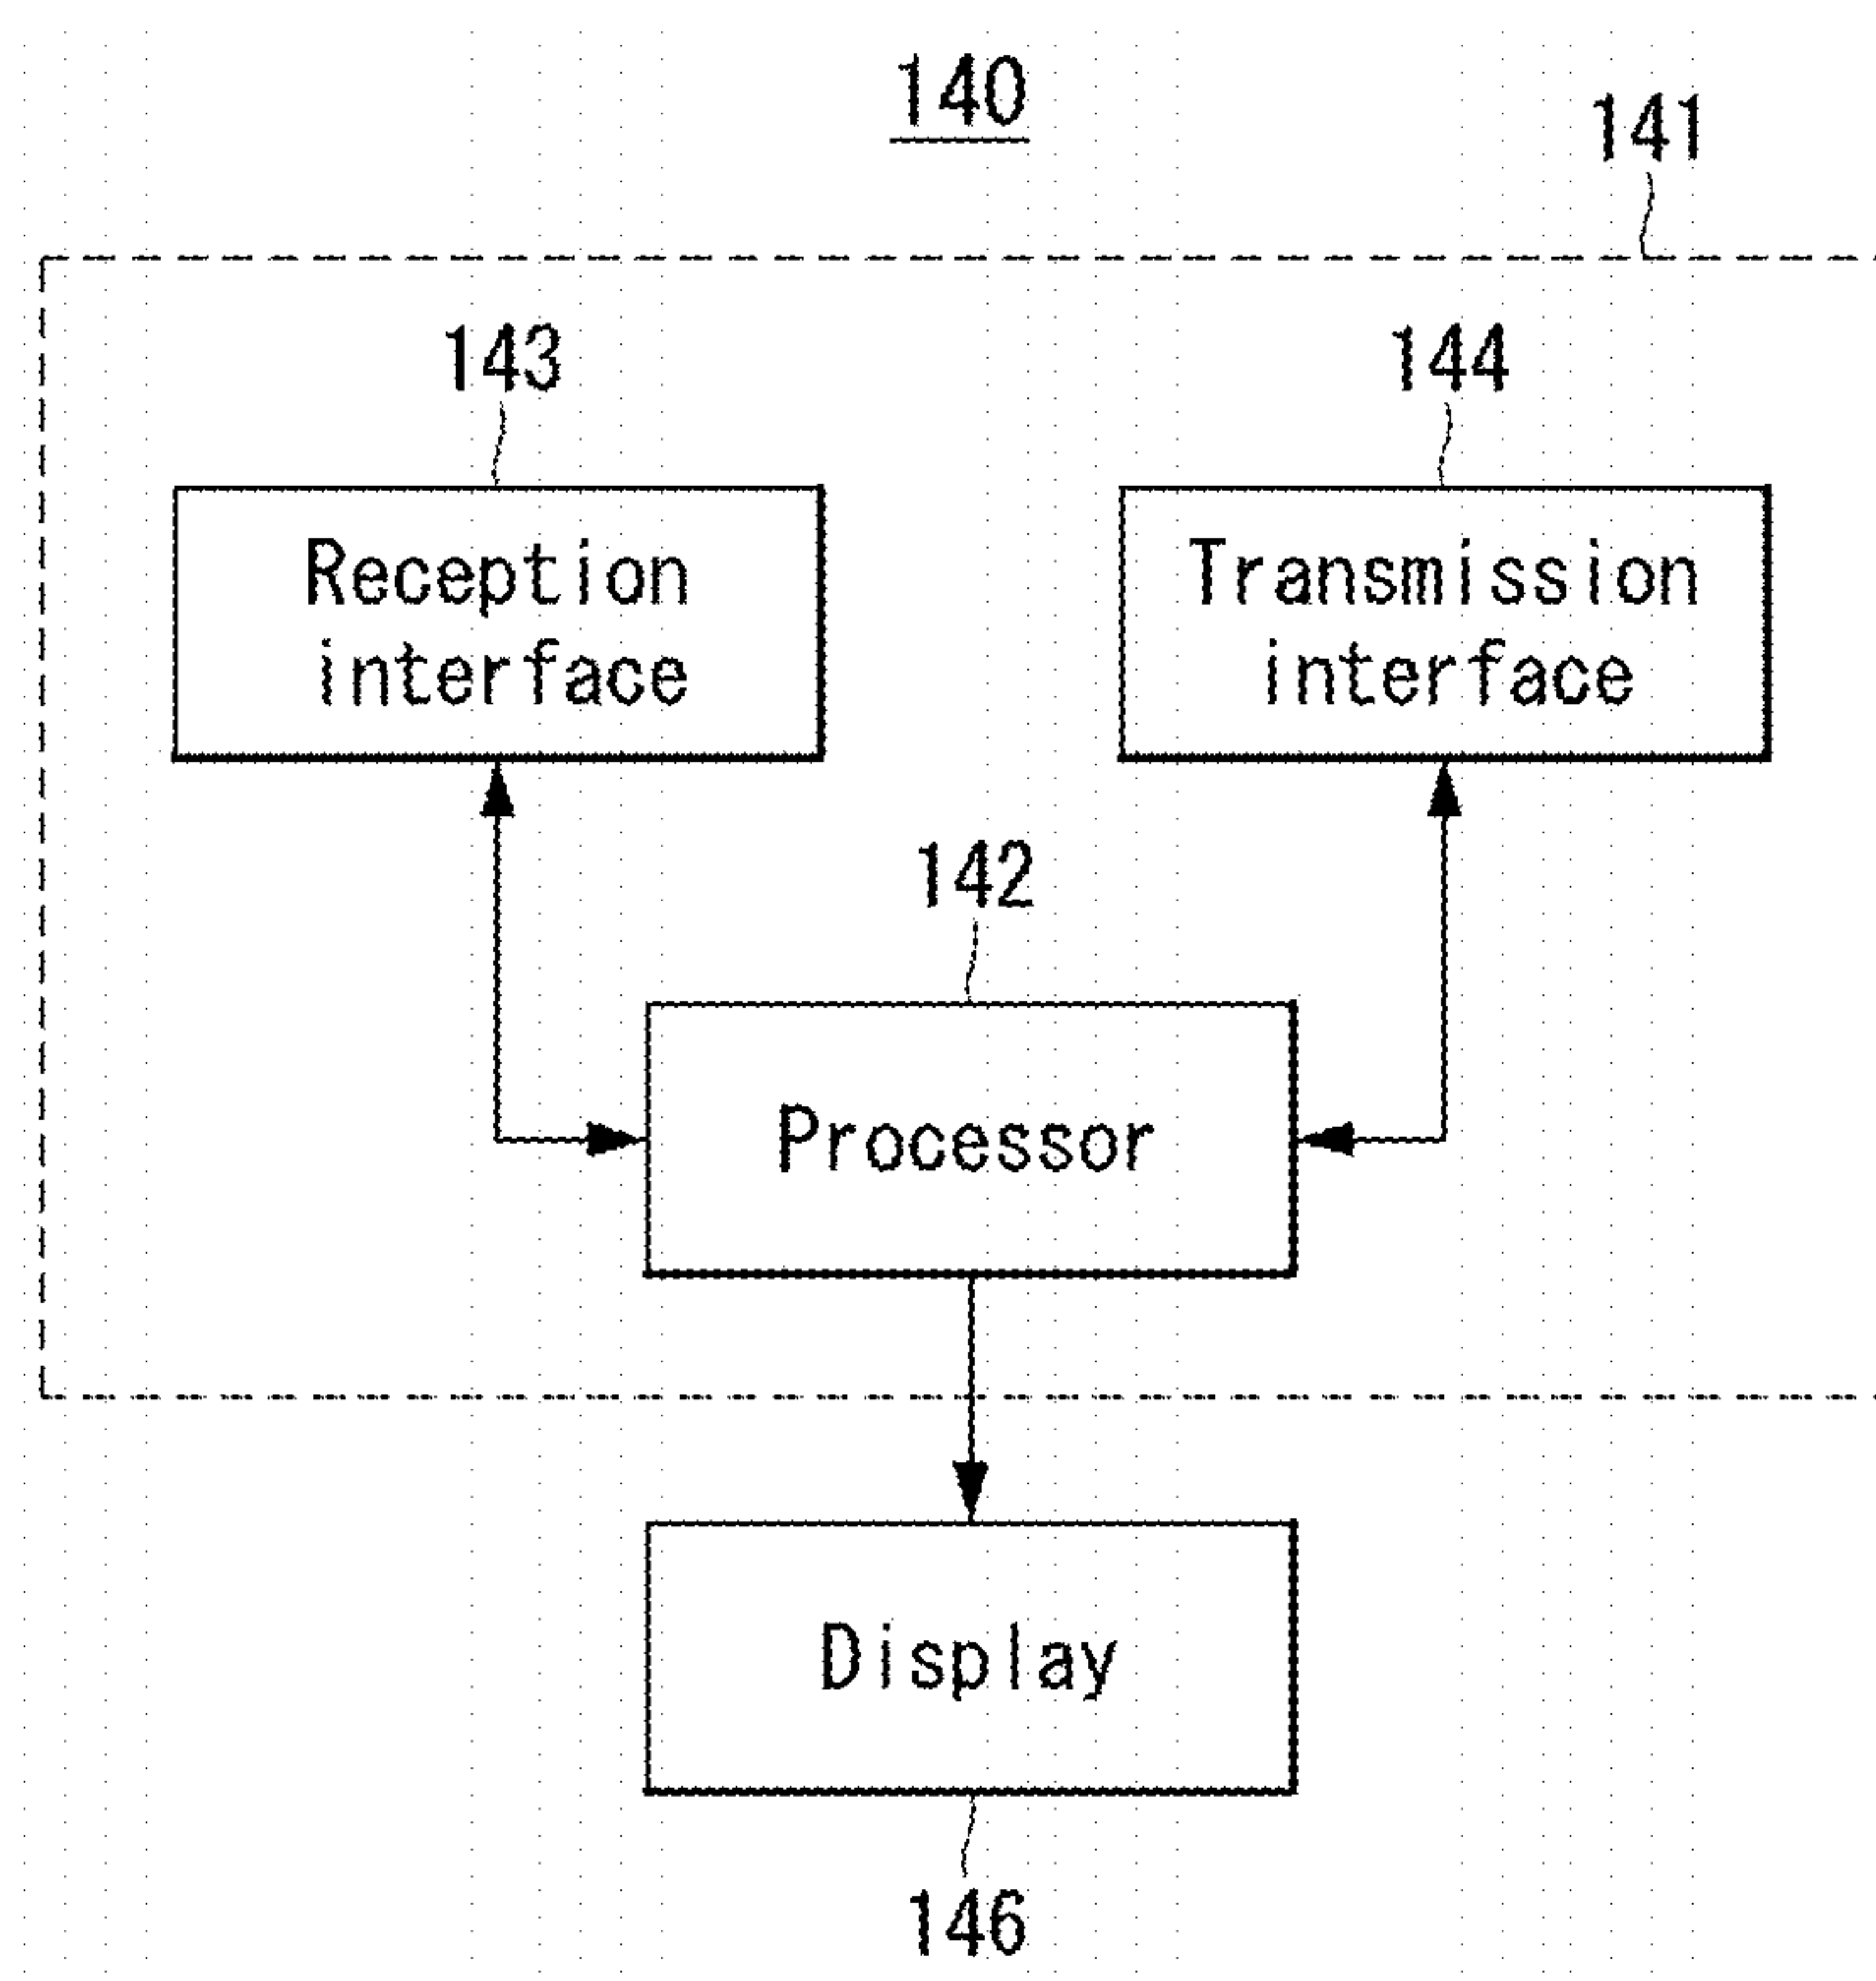 140
141
143
144
Reception
interface
Transmission
interface
142
Processor
Display
146